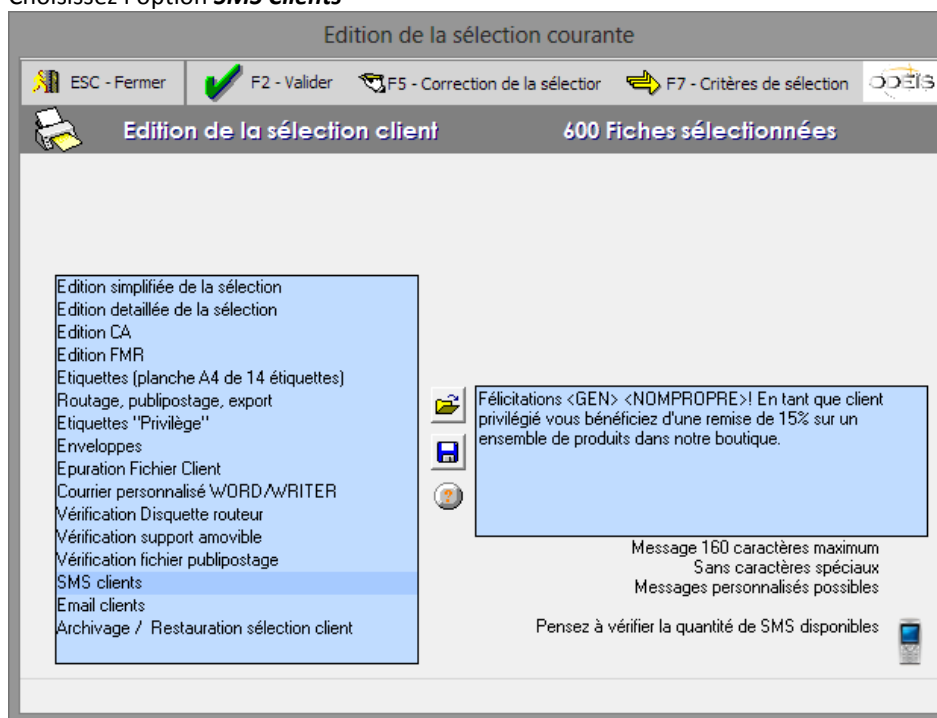 Choisissez l'option SMS Clients
Edition de la sélection courante
ESC - Fermer F2 - Valider F5 - Correction de la sélectior F7 - Critères de sélection opeis
Edition de la sélection client 600 Fiches sélectionnées
Edition simplifiée de la sélection
Edition detaillée de la sélection
Edition CA
Edition FMR
Etiquettes (planche A4 de 14 étiquettes)
Routage, publipostage, export
Etiquettes "Privilège"
Enveloppes
Epuration Fichier Client
Courrier personnalisé WORD/WRITER
Vérification Disquette routeur
Vérification support amovible
Vérification fichier publipostage
SMS clients
Email clients
Archivage / Restauration sélection client
Félicitations <GEN> <NOMPROPRE>! En tant que client
privilégié vous bénéficiez d'une remise de 15% sur un
ensemble de produits dans notre boutique.
Message 160 caractères maximum
Sans caractères spéciaux
Messages personnalisés possibles
Pensez à vérifier la quantité de SMS disponibles